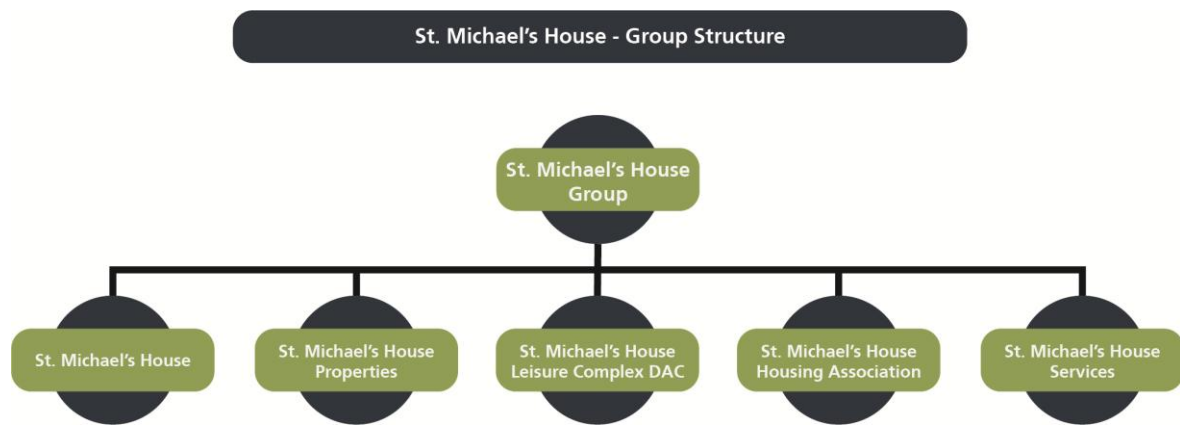 St. Michael’s House - Group Structure
St. Michael’s House
Group
St. Michael’s House
St. Michael’s House
Properties
St. Michael’s House
Leisure Complex DAC
St. Michael’s House
Housing Association
St. Michael’s House
Services